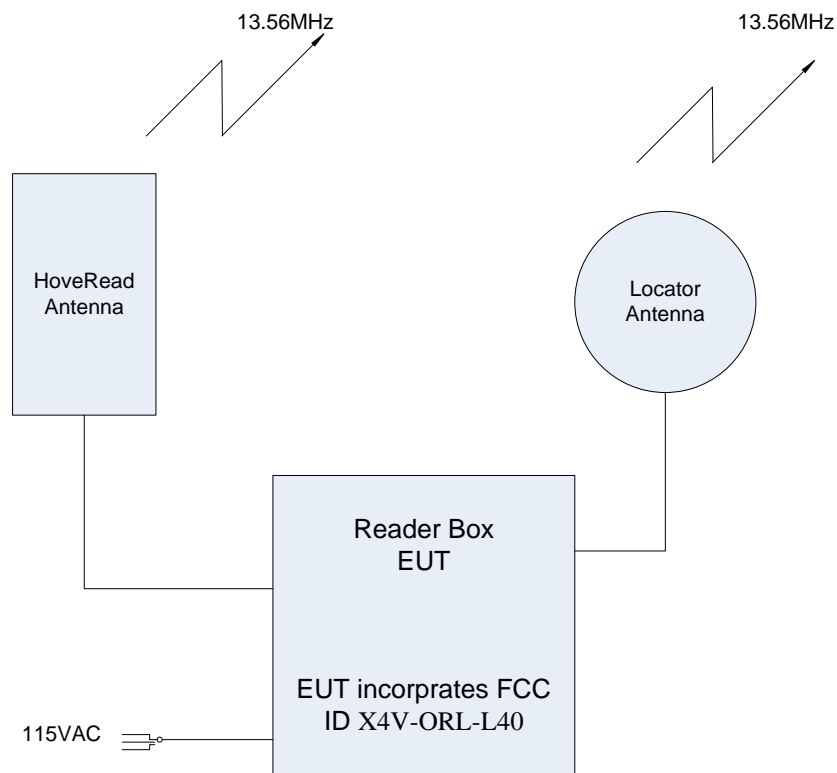 13.56MHz
13.56MHz
HoveRead
Antenna
Locator
Antenna
Reader Box
EUT
EUT incorprates FCC
ID X4V-ORL-L40
115VAC